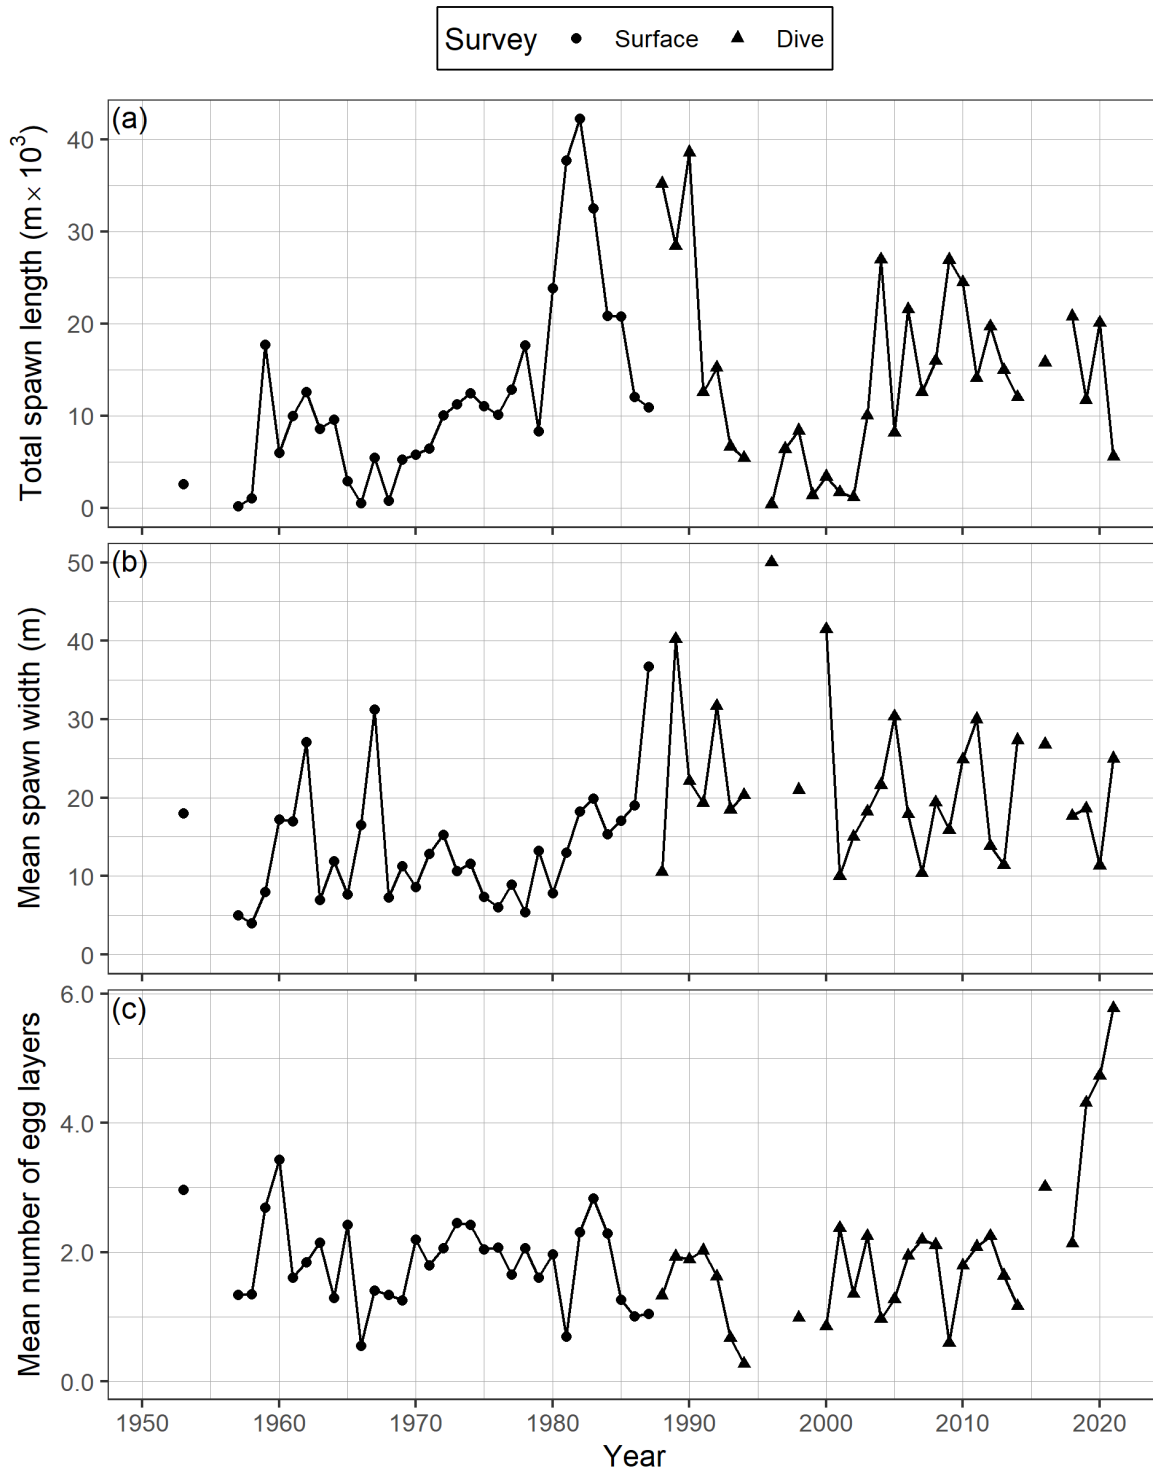 Survey Surface Dive
(a)
Total spawn length (m × 10³)
40
30
20
10
0
(b)
Mean spawn width (m)
50
40
30
20
10
0
(c)
Mean number of egg layers
6.0
4.0
2.0
0.0
1950 1960 1970 1980 1990 2000 2010 2020
Year